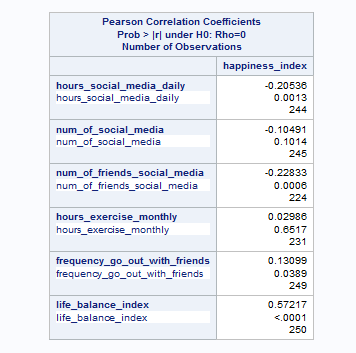 Pearson Correlation Coefficients
Prob > |r| under H0: Rho=0
Number of Observations
happiness_index
hours_social_media_daily -0.20536
hours_social_media_daily 0.0013
244
num_of_social_media -0.10491
num_of_social_media 0.1014
245
num_of_friends_social_media -0.22833
num_of_friends_social_media 0.0006
224
hours_exercise_monthly 0.02986
hours_exercise_monthly 0.6517
231
frequency_go_out_with_friends 0.13099
frequency_go_out_with_friends 0.0389
249
life_balance_index 0.57217
life_balance_index <.0001
250